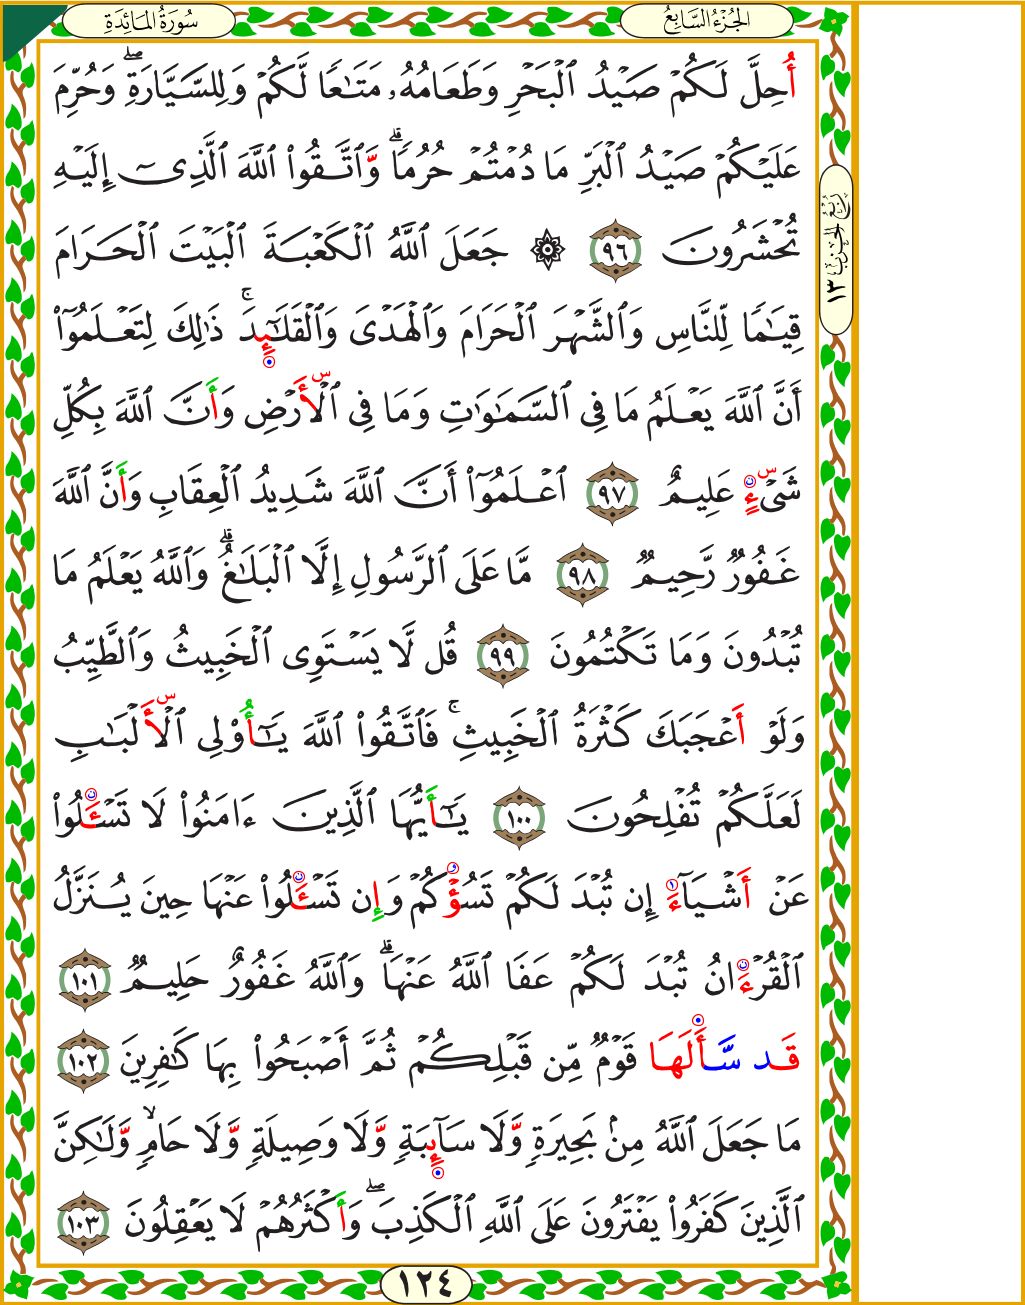 الجُزْءُ السَّابِعُ
سُورَةُ المَائِدَةِ
أُحِلَّ لَكُمۡ صَيۡدُ ٱلۡبَحۡرِ وَطَعَامُهُۥ مَتَٰعٗا لَّكُمۡ وَلِلسَّيَّارَةِۖ وَحُرِّمَ
عَلَيۡكُمۡ صَيۡدُ ٱلۡبَرِّ مَا دُمۡتُمۡ حُرُمٗاۗ وَّٱتَّقُواْ ٱللَّهَ ٱلَّذِيٓ إِلَيۡهِ
تُحۡشَرُونَ ٩٦ ۞ جَعَلَ ٱللَّهُ ٱلۡكَعۡبَةَ ٱلۡبَيۡتَ ٱلۡحَرَامَ
قِيَٰمٗا لِّلنَّاسِ وَٱلشَّهۡرَ ٱلۡحَرَامَ وَٱلۡهَدۡيَ وَٱلۡقَلَٰٓئِدَۚ ذَٰلِكَ لِتَعۡلَمُوٓاْ
أَنَّ ٱللَّهَ يَعۡلَمُ مَا فِي ٱلسَّمَٰوَٰتِ وَمَا فِي ٱلۡأَرۡضِ وَأَنَّ ٱللَّهَ بِكُلِّ
شَيۡءٍ عَلِيمٌ ٩٧ ٱعۡلَمُوٓاْ أَنَّ ٱللَّهَ شَدِيدُ ٱلۡعِقَابِ وَأَنَّ ٱللَّهَ
غَفُورٞ رَّحِيمٞ ٩٨ مَّا عَلَى ٱلرَّسُولِ إِلَّا ٱلۡبَلَٰغُۗ وَٱللَّهُ يَعۡلَمُ مَا
تُبۡدُونَ وَمَا تَكۡتُمُونَ ٩٩ قُل لَّا يَسۡتَوِي ٱلۡخَبِيثُ وَٱلطَّيِّبُ
وَلَوۡ أَعۡجَبَكَ كَثۡرَةُ ٱلۡخَبِيثِۚ فَٱتَّقُواْ ٱللَّهَ يَٰٓأُوْلِي ٱلۡأَلۡبَٰبِ
لَعَلَّكُمۡ تُفۡلِحُونَ ١٠٠ يَٰٓأَيُّهَا ٱلَّذِينَ ءَامَنُواْ لَا تَسۡـَٔلُواْ
عَنۡ أَشۡيَآءَ إِن تُبۡدَ لَكُمۡ تَسُؤۡكُمۡ وَإِن تَسۡـَٔلُواْ عَنۡهَا حِينَ يُنَزَّلُ
ٱلۡقُرۡءَانُ تُبۡدَ لَكُمۡ عَفَا ٱللَّهُ عَنۡهَاۗ وَٱللَّهُ غَفُورٌ حَلِيمٞ ١٠١
قَد سَّأَلَهَا قَوۡمٞ مِّن قَبۡلِكُمۡ ثُمَّ أَصۡبَحُواْ بِهَا كَٰفِرِينَ ١٠٢
مَا جَعَلَ ٱللَّهُ مِنۢ بَحِيرَةٖ وَّلَا سَآئِبَةٖ وَّلَا وَصِيلَةٖ وَّلَا حَامٖۙ وَّلَٰكِنَّ
ٱلَّذِينَ كَفَرُواْ يَفۡتَرُونَ عَلَى ٱللَّهِ ٱلۡكَذِبَۖ وَأَكۡثَرُهُمۡ لَا يَعۡقِلُونَ ١٠٣
رُبْعُ الحِزْبِ ١٣
١٢٤